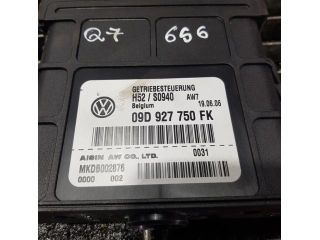 Q7 656
GETRIEBESTEUERUNG
H52 / S0940 AW7
Belgium 19.06.06
09D 927 750 FK
0031
AISIN AW CO., LTD.
MKD8002876
0000 002